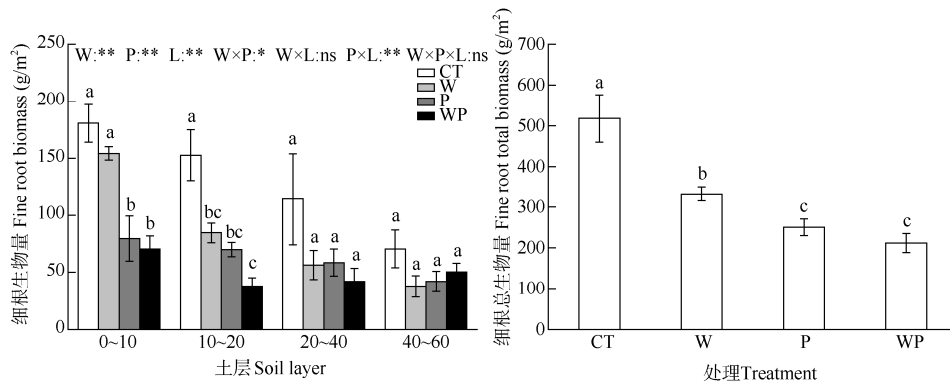 细根生物量 Fine root biomass (g/m²)
250
200
150
100
50
0
W:** P:** L:** W×P:* W×L:ns P×L:** W×P×L:ns
CT
W
P
WP
a a b b
a bc bc c
a a a a
a a a a
0~10 10~20 20~40 40~60
土层 Soil layer
细根总生物量 Fine root total biomass (g/m²)
700
600
500
400
300
200
100
0
a b c c
CT W P WP
处理Treatment